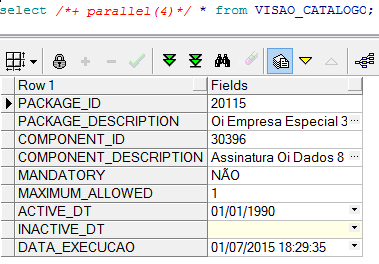 select /*+ parallel(4)*/ * from VISAO_CATALOGO;
Row 1 Fields
PACKAGE_ID 20115
PACKAGE_DESCRIPTION Oi Empresa Especial 3 ...
COMPONENT_ID 30396
COMPONENT_DESCRIPTION Assinatura Oi Dados 8 ...
MANDATORY NÃO
MAXIMUM_ALLOWED 1
ACTIVE_DT 01/01/1990
INACTIVE_DT
DATA_EXECUCAO 01/07/2015 18:29:35